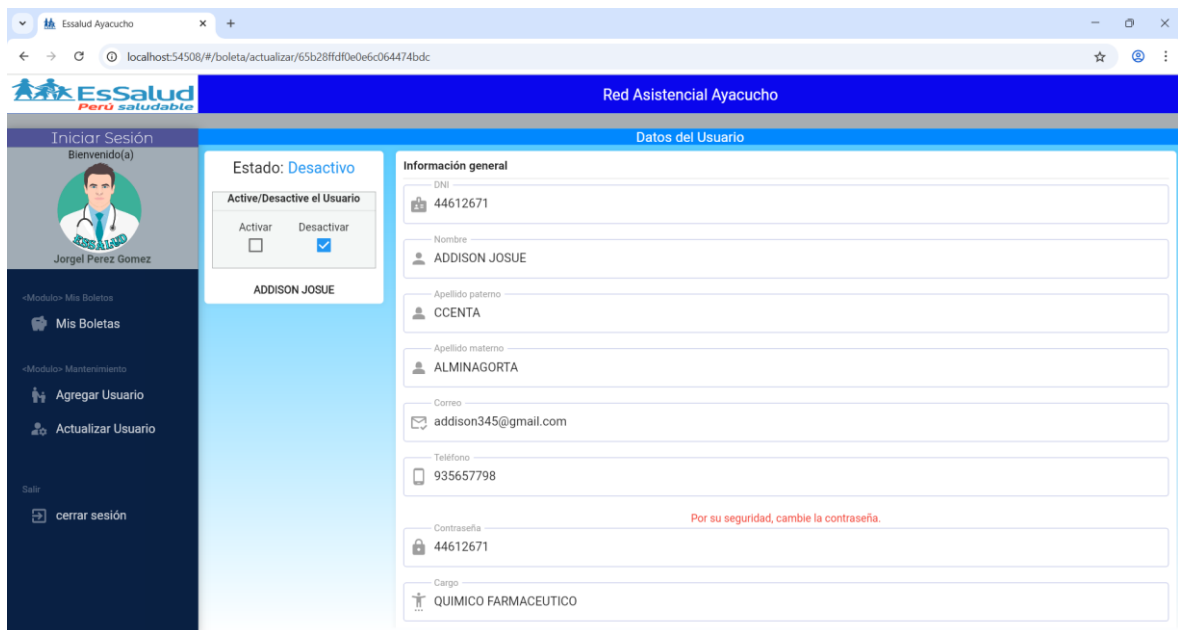 Essalud Ayacucho
localhost:54508/#/boleta/actualizar/65b28ffdf0e0e6c064474bdc
EsSalud
Perú saludable
Red Asistencial Ayacucho
Iniciar Sesión
Bienvenido(a)
ESSALUD
Jorgel Perez Gomez
<Modulo> Mis Boletos
Mis Boletas
<Modulo> Mantenimiento
Agregar Usuario
Actualizar Usuario
Salir
cerrar sesión
Datos del Usuario
Estado: Desactivo
Active/Desactive el Usuario
Activar Desactivar
ADDISON JOSUE
Información general
DNI
44612671
Nombre
ADDISON JOSUE
Apellido paterno
CCENTA
Apellido materno
ALMINAGORTA
Correo
addison345@gmail.com
Teléfono
935657798
Por su seguridad, cambie la contraseña.
Contraseña
44612671
Cargo
QUIMICO FARMACEUTICO